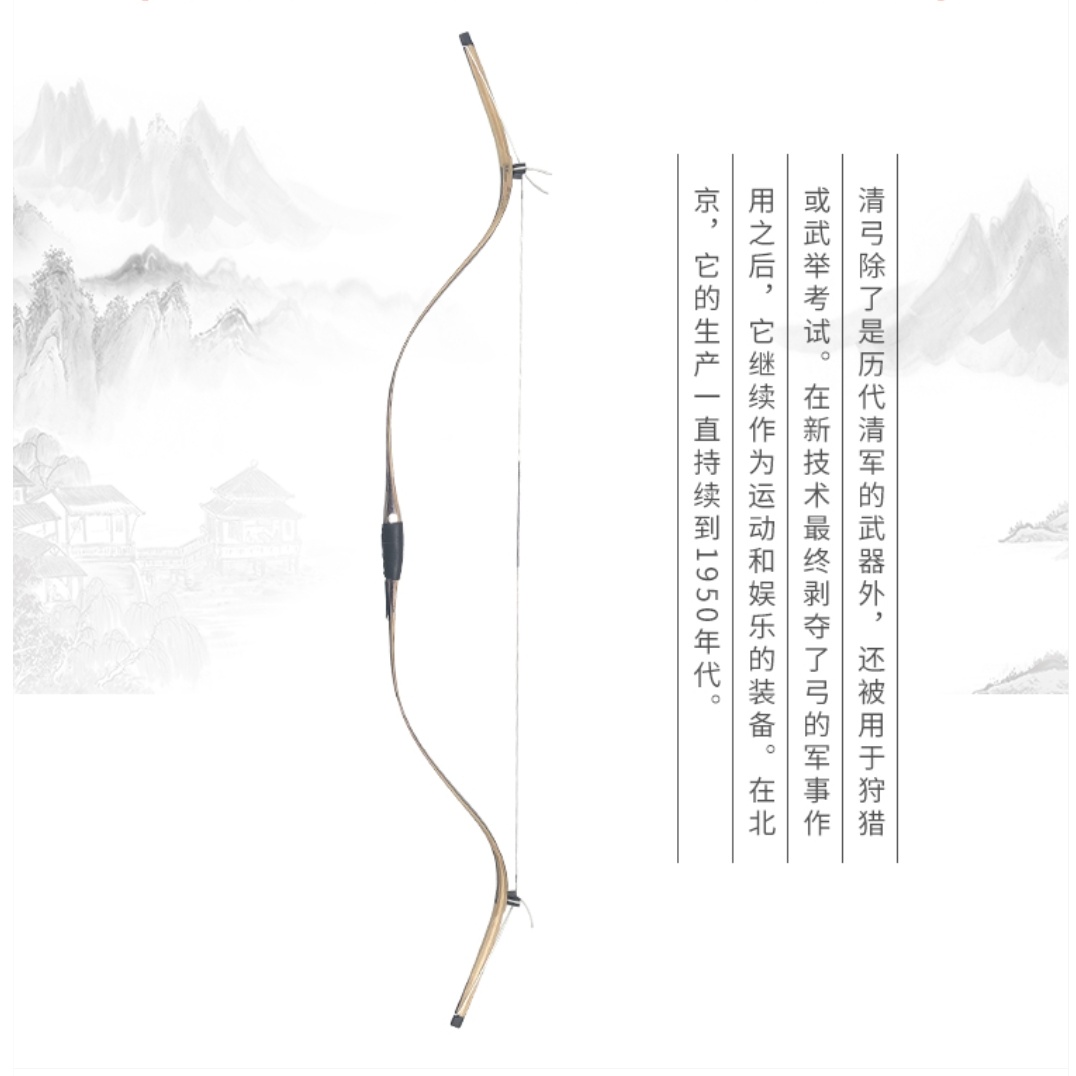 清弓除了是历代清军的武器外，还被用于狩猎
或武举考试。在新技术最终剥夺了弓的军事作
用之后，它继续作为运动和娱乐的装备。在北
京，它的生产一直持续到1950年代。